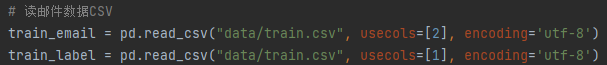 # 读邮件数据CSV
train_email = pd.read_csv("data/train.csv", usecols=[2], encoding='utf-8')
train_label = pd.read_csv("data/train.csv", usecols=[1], encoding='utf-8')